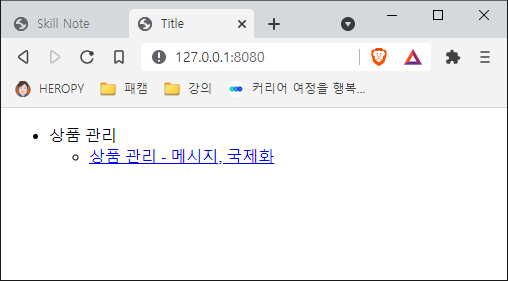 Skill Note
Title
127.0.0.1:8080
HEROPY
패캠
강의
커리어 여정을 행복...
상품 관리
상품 관리 - 메시지, 국제화